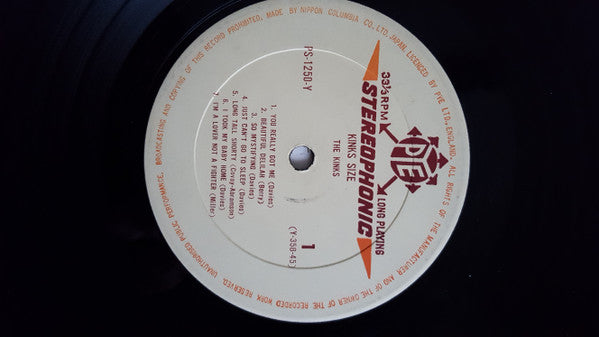 PYE
33⅓ RPM
LONG PLAYING
STEREOPHONIC
KINKS SIZE
THE KINKS
PS-1250-Y
1
(Y-358-45)
1. YOU REALLY GOT ME (Davies)
2. BEAUTIFUL DELILAH (Berry)
3. SO MYSTIFYING (Davies)
4. JUST CAN'T GO TO SLEEP (Davies)
5. LONG TALL SHORTY (Covay-Abramson)
6. I TOOK MY BABY HOME (Davies)
7. I'M A LOVER NOT A FIGHTER (Miller)
MADE BY NIPPON COLUMBIA CO., LTD. JAPAN, LICENSED BY PYE LTD. ENGLAND. ALL RIGHTS OF THE MANUFACTURER AND OF THE OWNER OF THE RECORDED WORK RESERVED. UNAUTHORISED PUBLIC PERFORMANCE, BROADCASTING AND COPYING OF THIS RECORD PROHIBITED.